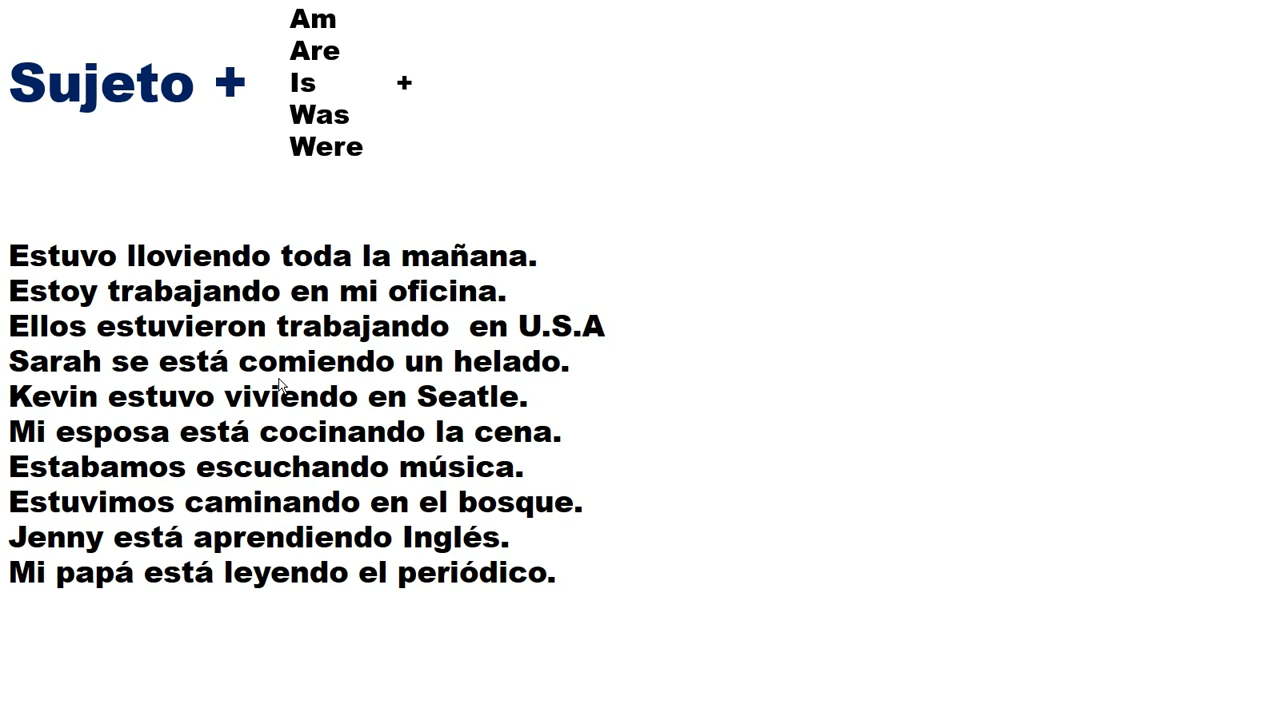 Am
Are
Sujeto + Is +
Was
Were
Estuvo lloviendo toda la mañana.
Estoy trabajando en mi oficina.
Ellos estuvieron trabajando  en U.S.A
Sarah se está comiendo un helado.
Kevin estuvo viviendo en Seatle.
Mi esposa está cocinando la cena.
Estabamos escuchando música.
Estuvimos caminando en el bosque.
Jenny está aprendiendo Inglés.
Mi papá está leyendo el periódico.